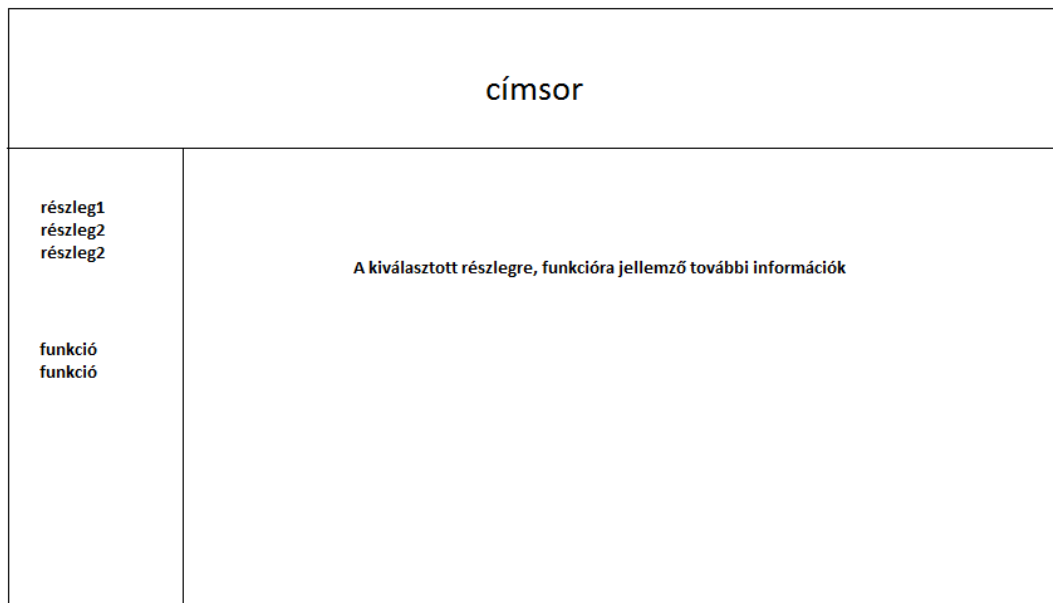 címsor
részleg1
részleg2
részleg2
A kiválasztott részlegre, funkcióra jellemző további információk
funkció
funkció